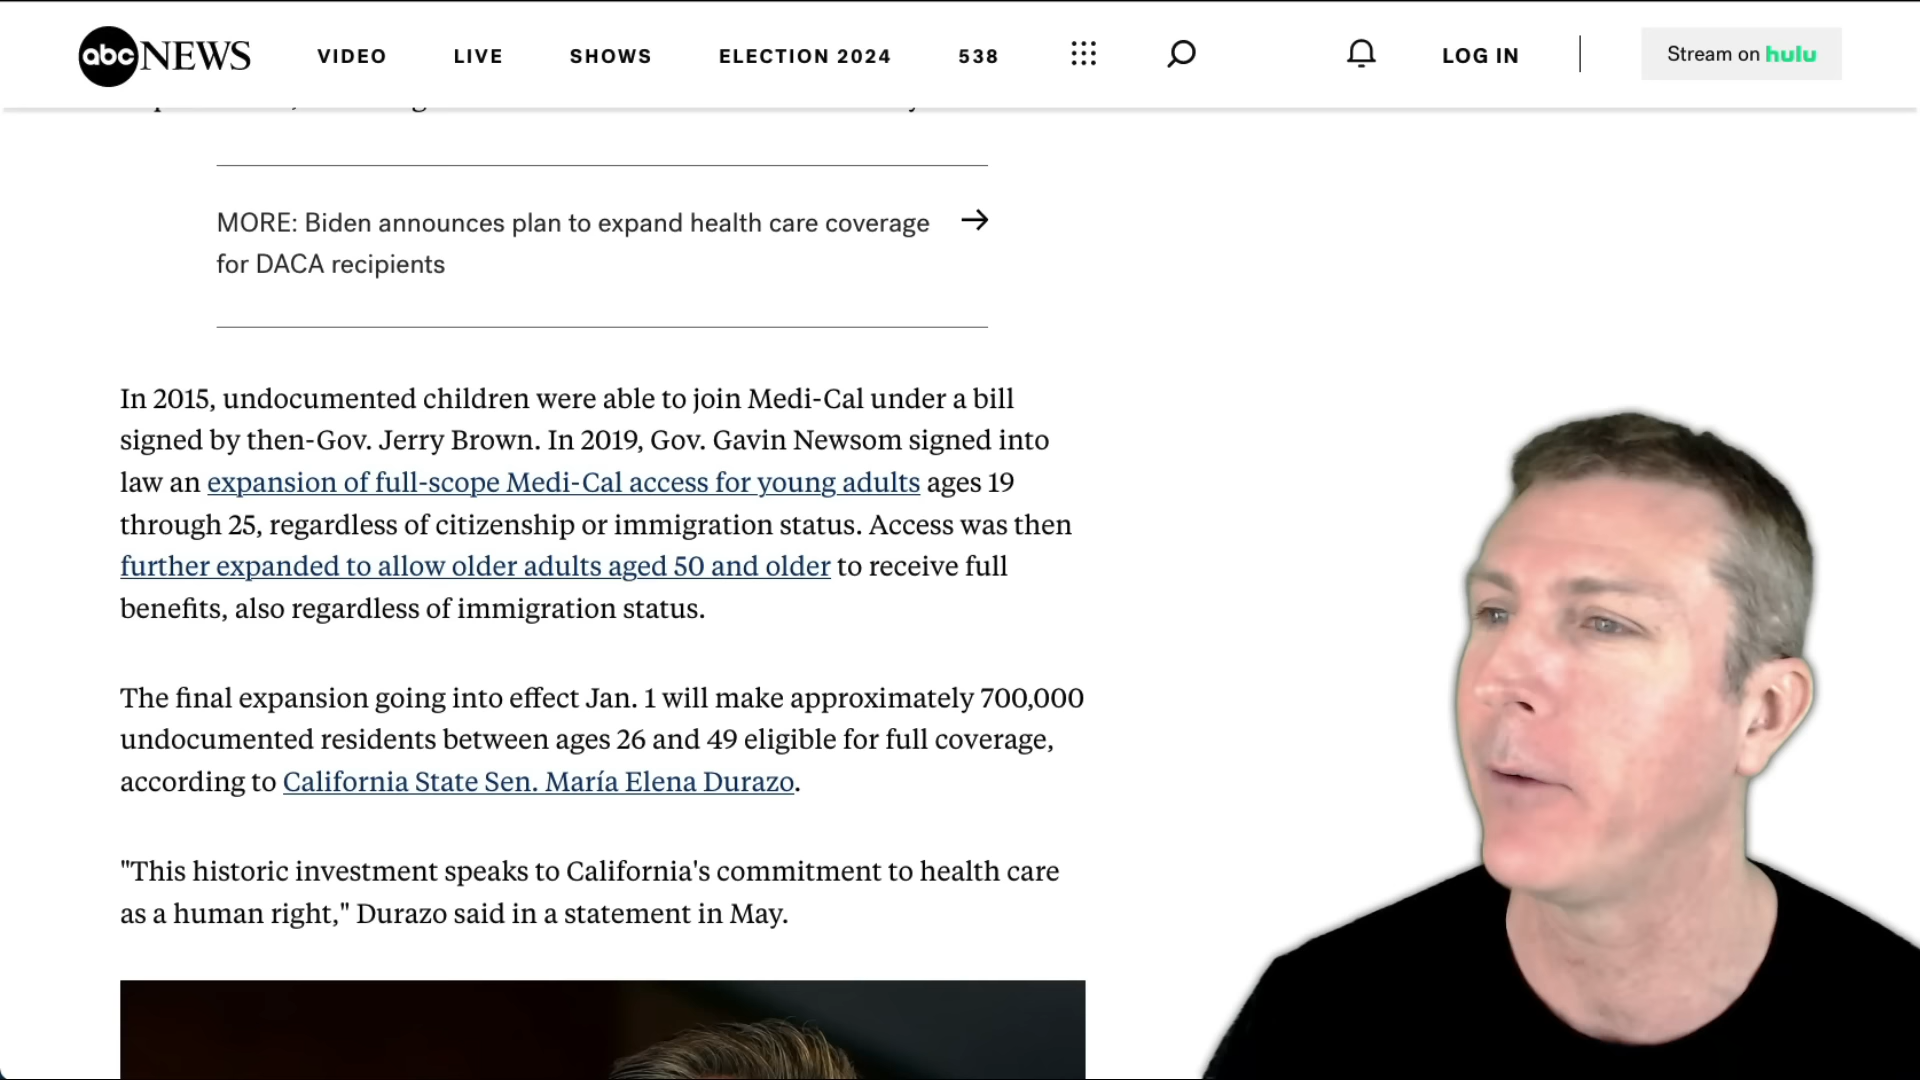 abc NEWS VIDEO LIVE SHOWS ELECTION 2024 538 LOG IN Stream on hulu
MORE: Biden announces plan to expand health care coverage
for DACA recipients
In 2015, undocumented children were able to join Medi-Cal under a bill
signed by then-Gov. Jerry Brown. In 2019, Gov. Gavin Newsom signed into
law an expansion of full-scope Medi-Cal access for young adults ages 19
through 25, regardless of citizenship or immigration status. Access was then
further expanded to allow older adults aged 50 and older to receive full
benefits, also regardless of immigration status.
The final expansion going into effect Jan. 1 will make approximately 700,000
undocumented residents between ages 26 and 49 eligible for full coverage,
according to California State Sen. María Elena Durazo.
"This historic investment speaks to California's commitment to health care
as a human right," Durazo said in a statement in May.